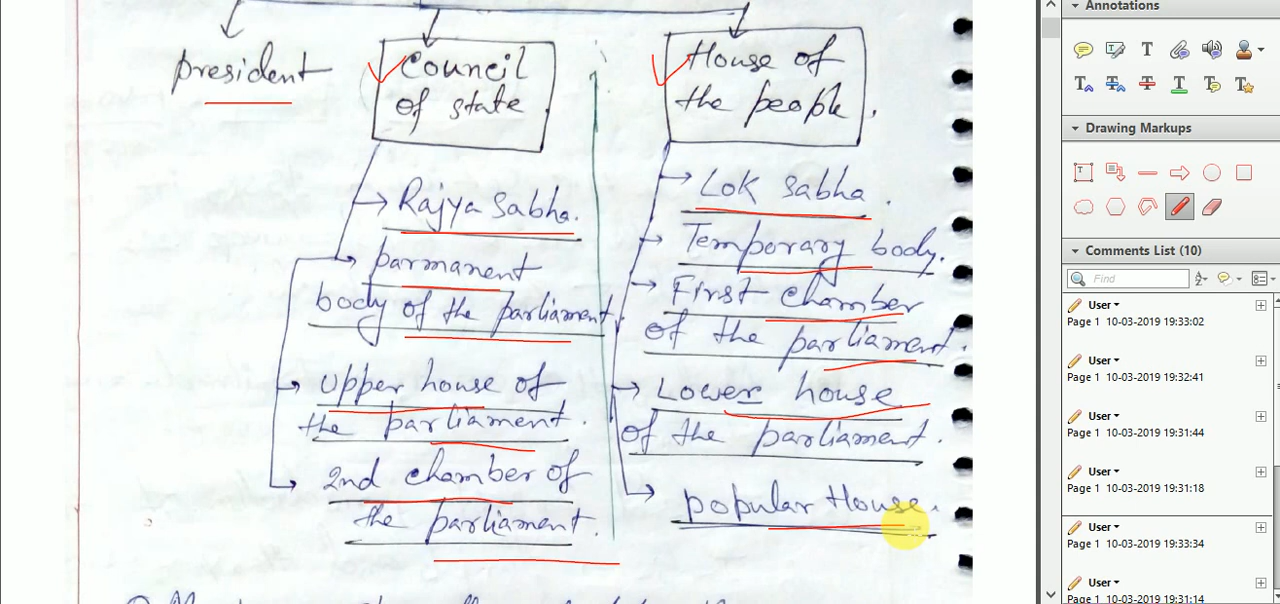 president
Council
of state
House of
the people.
Rajya Sabha.
parmanent
body of the parliament
Upper house of
the parliament.
2nd chamber of
the parliament.
Lok Sabha.
Temporary body.
First chamber
of the parliament.
Lower house
of the parliament.
popular House.
Annotations
T
Drawing Markups
Comments List (10)
Find
User
Page 1 10-03-2019 19:33:02
User
Page 1 10-03-2019 19:32:41
User
Page 1 10-03-2019 19:31:44
User
Page 1 10-03-2019 19:31:18
User
Page 1 10-03-2019 19:33:34
User
Page 1 10-03-2019 19:31:14